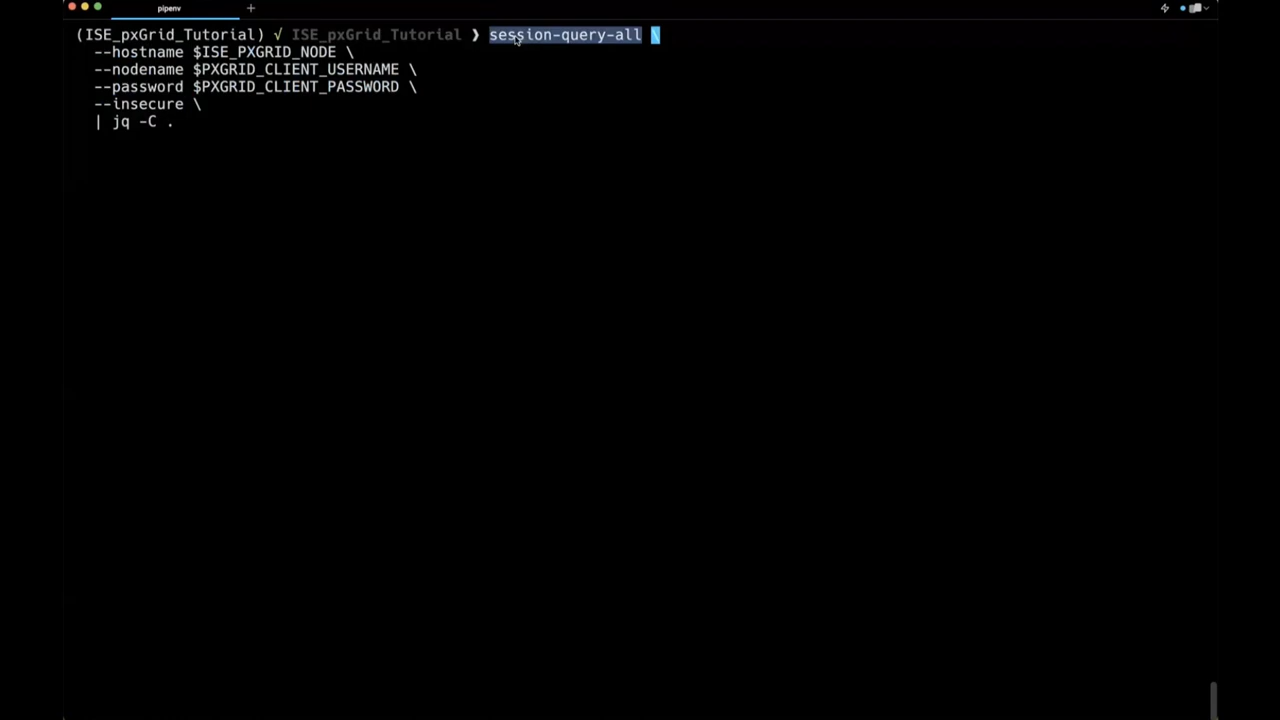 pipenv +
(ISE_pxGrid_Tutorial) √ ISE_pxGrid_Tutorial ❯ session-query-all \
--hostname $ISE_PXGRID_NODE \
--nodename $PXGRID_CLIENT_USERNAME \
--password $PXGRID_CLIENT_PASSWORD \
--insecure \
| jq -C .